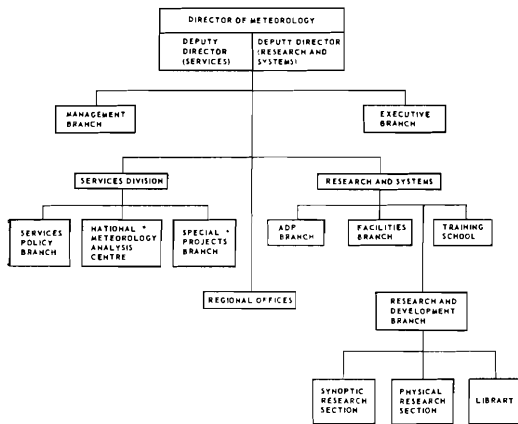 DIRECTOR OF METEOROLOGY
DEPUTY
DIRECTOR
(SERVICES)
DEPUTY DIRECTOR
(RESEARCH AND
SYSTEMS)
MANAGEMENT
BRANCH
EXECUTIVE
BRANCH
SERVICES DIVISION
RESEARCH AND SYSTEMS
SERVICES
POLICY
BRANCH
NATIONAL *
METEOROLOGY
ANALYSIS
CENTRE
SPECIAL *
PROJECTS
BRANCH
ADP
BRANCH
FACILITIES
BRANCH
TRAINING
SCHOOL
REGIONAL OFFICES
RESEARCH AND
DEVELOPMENT
BRANCH
SYNOPTIC
RESEARCH
SECTION
PHYSICAL
RESEARCH
SECTION
LIBRARY